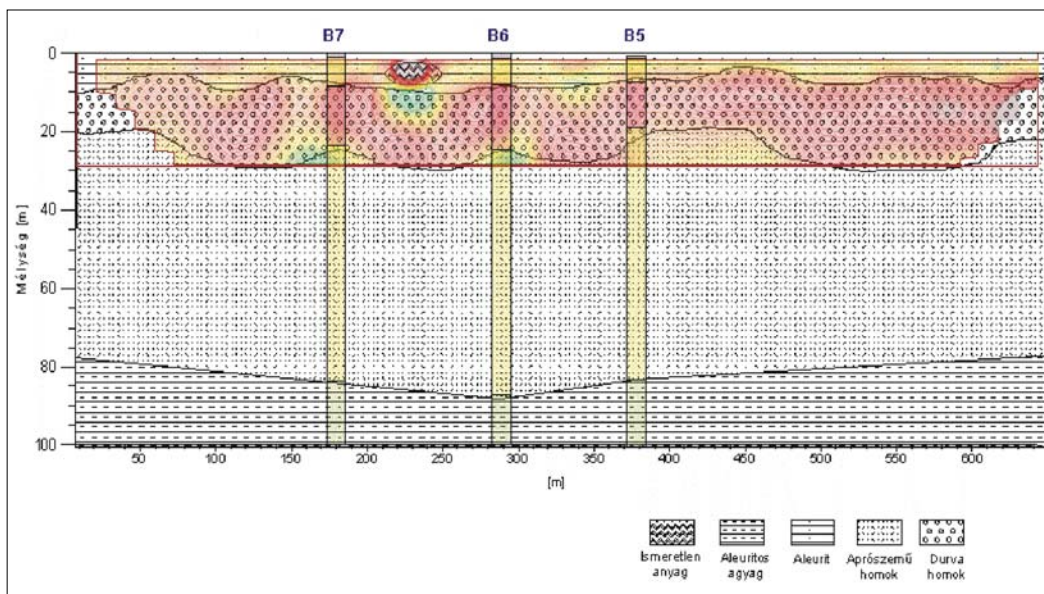 B7 B6 B5
0
20
40
60
80
100
Mélység [m]
50 100 150 200 250 300 350 400 450 500 550 600
[m]
Ismeretlen anyag
Aleuritos agyag
Aleurit
Aprószemű homok
Durva homok